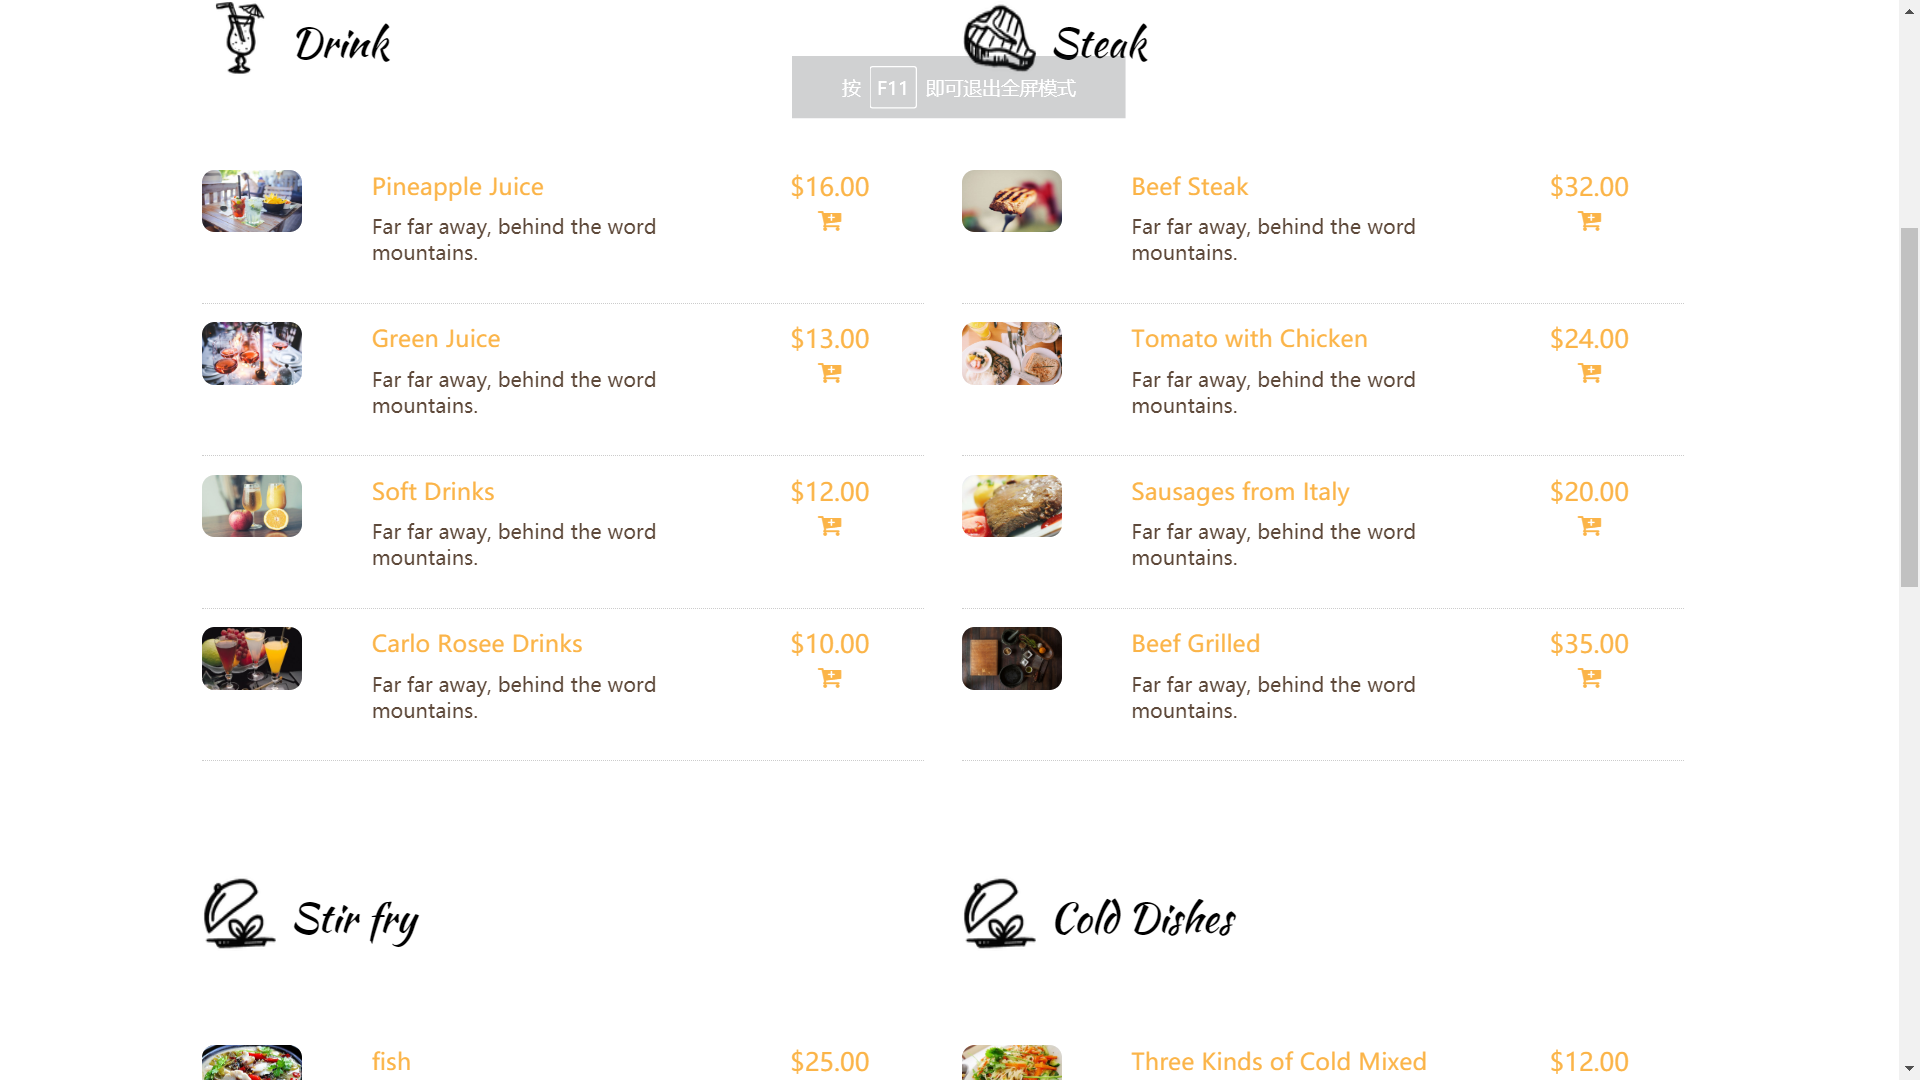 Drink
Steak
按 F11 即可退出全屏模式
Pineapple Juice
$16.00
Far far away, behind the word
mountains.
Beef Steak
$32.00
Far far away, behind the word
mountains.
Green Juice
$13.00
Far far away, behind the word
mountains.
Tomato with Chicken
$24.00
Far far away, behind the word
mountains.
Soft Drinks
$12.00
Far far away, behind the word
mountains.
Sausages from Italy
$20.00
Far far away, behind the word
mountains.
Carlo Rosee Drinks
$10.00
Far far away, behind the word
mountains.
Beef Grilled
$35.00
Far far away, behind the word
mountains.
Stir fry
Cold Dishes
fish
$25.00
Three Kinds of Cold Mixed
$12.00